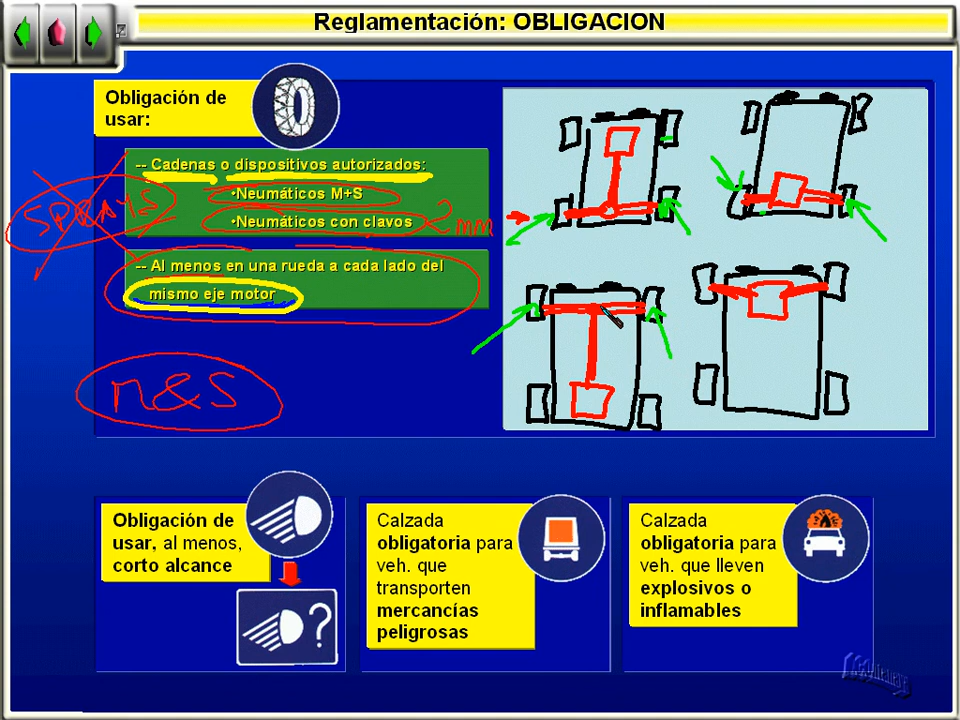 Reglamentación: OBLIGACION
Obligación de
usar:
-- Cadenas o dispositivos autorizados:
•Neumáticos M+S
•Neumáticos con clavos
2 mm
SPRAYS
-- Al menos en una rueda a cada lado del
mismo eje motor
M&S
Obligación de
usar, al menos,
corto alcance
?
Calzada
obligatoria para
veh. que
transporten
mercancías
peligrosas
Calzada
obligatoria para
veh. que lleven
explosivos o
inflamables